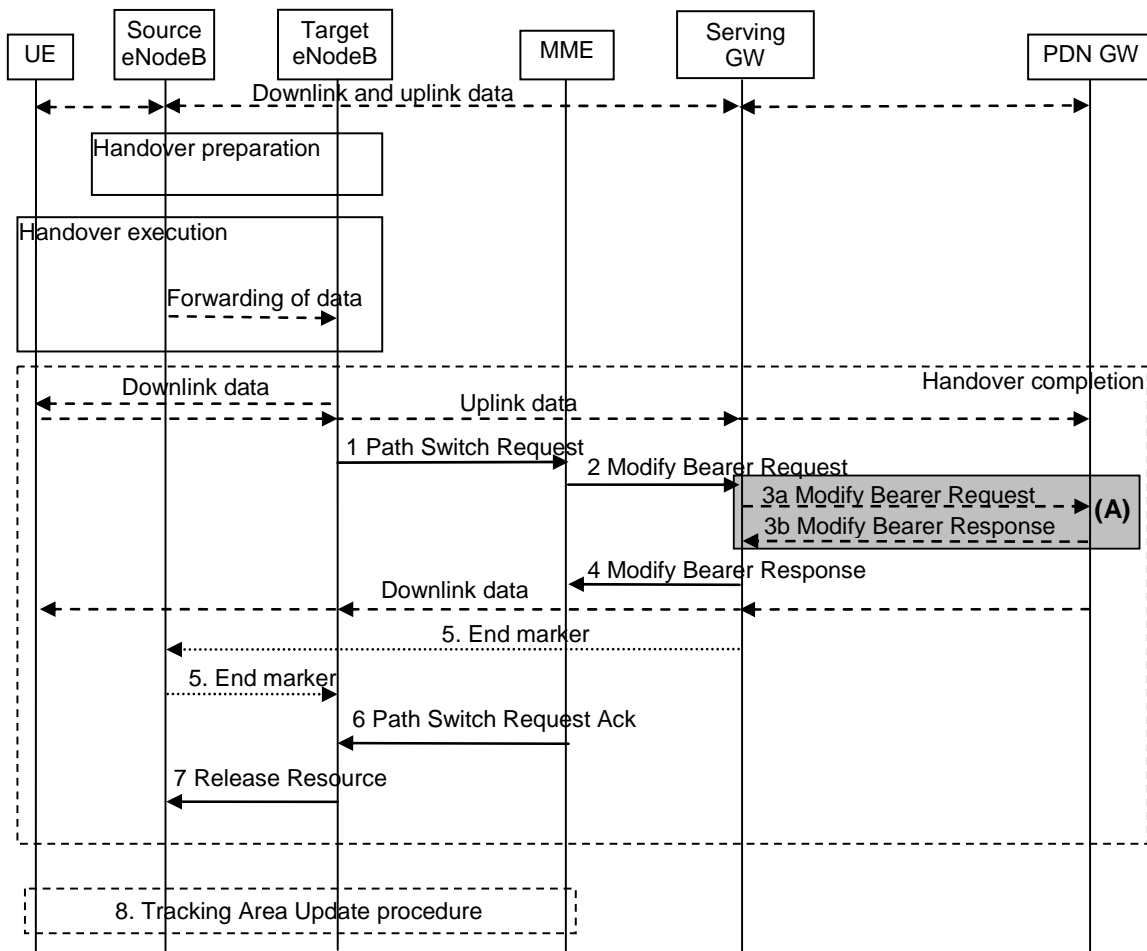 UE
Source
eNodeB
Target
eNodeB
MME
Serving
GW
PDN GW
Downlink and uplink data
Handover preparation
Handover execution
Forwarding of data
Handover completion
Downlink data
Uplink data
1 Path Switch Request
2 Modify Bearer Request
3a Modify Bearer Request
(A)
3b Modify Bearer Response
4 Modify Bearer Response
Downlink data
5. End marker
5. End marker
6 Path Switch Request Ack
7 Release Resource
8. Tracking Area Update procedure